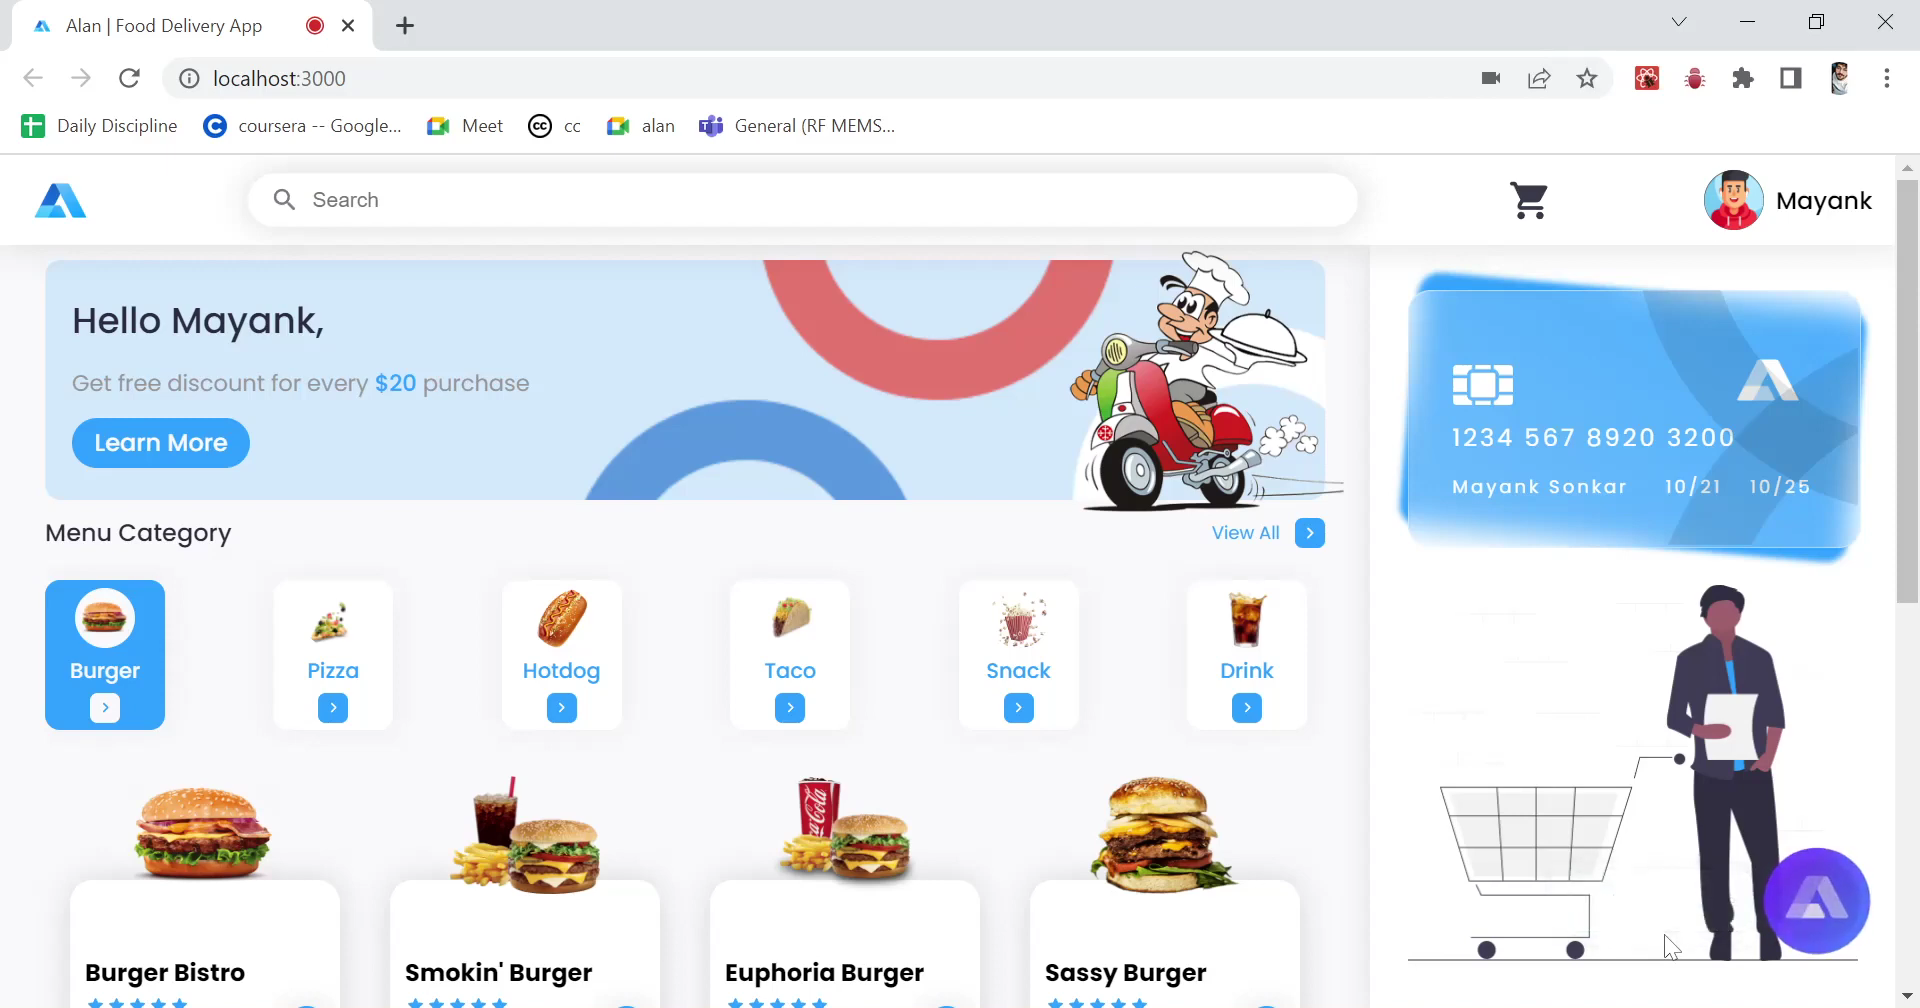 Alan | Food Delivery App
localhost:3000
Daily Discipline
coursera -- Google...
Meet
cc
cc
alan
General (RF MEMS...
Search
Mayank
Hello Mayank,
Get free discount for every $20 purchase
Learn More
1234 567 8920 3200
Mayank Sonkar 10/21 10/25
Menu Category
View All
Burger
Pizza
Hotdog
Taco
Snack
Drink
Coca-Cola
Burger Bistro
Smokin' Burger
Euphoria Burger
Sassy Burger